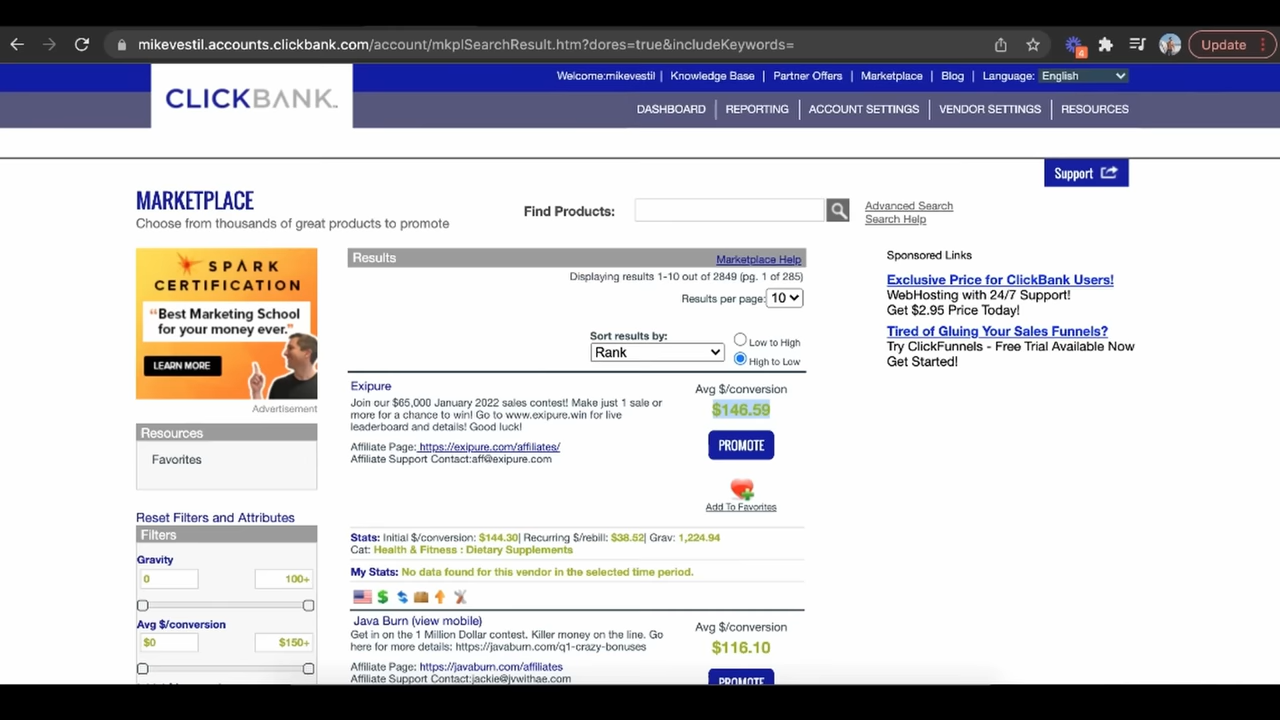 mikevestil.accounts.clickbank.com/account/mkplSearchResult.htm?dores=true&includeKeywords=
4
Update
Welcome:mikevestil | Knowledge Base | Partner Offers | Marketplace | Blog | Language: English
CLICKBANK.
DASHBOARD | REPORTING | ACCOUNT SETTINGS | VENDOR SETTINGS | RESOURCES
Support
MARKETPLACE
Choose from thousands of great products to promote
Find Products:
Advanced Search
Search Help
SPARK
CERTIFICATION
"Best Marketing School
for your money ever."
LEARN MORE
Advertisement
Resources
Favorites
Reset Filters and Attributes
Filters
Gravity
0 100+
Avg $/conversion
$0 $150+
Results Marketplace Help
Displaying results 1-10 out of 2849 (pg. 1 of 285)
Results per page: 10
Sort results by:
Rank
Low to High
High to Low
Exipure
Join our $65,000 January 2022 sales contest! Make just 1 sale or
more for a chance to win! Go to www.exipure.win for live
leaderboard and details! Good luck!
Affiliate Page: https://exipure.com/affiliates/
Affiliate Support Contact:aff@exipure.com
Avg $/conversion
$146.59
PROMOTE
Add To Favorites
Stats: Initial $/conversion: $144.30| Recurring $/rebill: $38.52| Grav: 1,224.94
Cat: Health & Fitness : Dietary Supplements
My Stats: No data found for this vendor in the selected time period.
Java Burn (view mobile)
Get in on the 1 Million Dollar contest. Killer money on the line. Go
here for more details: https://javaburn.com/q1-crazy-bonuses
Affiliate Page: https://javaburn.com/affiliates
Affiliate Support Contact:jackie@jvwithae.com
Avg $/conversion
$116.10
PROMOTE
Sponsored Links
Exclusive Price for ClickBank Users!
WebHosting with 24/7 Support!
Get $2.95 Price Today!
Tired of Gluing Your Sales Funnels?
Try ClickFunnels - Free Trial Available Now
Get Started!